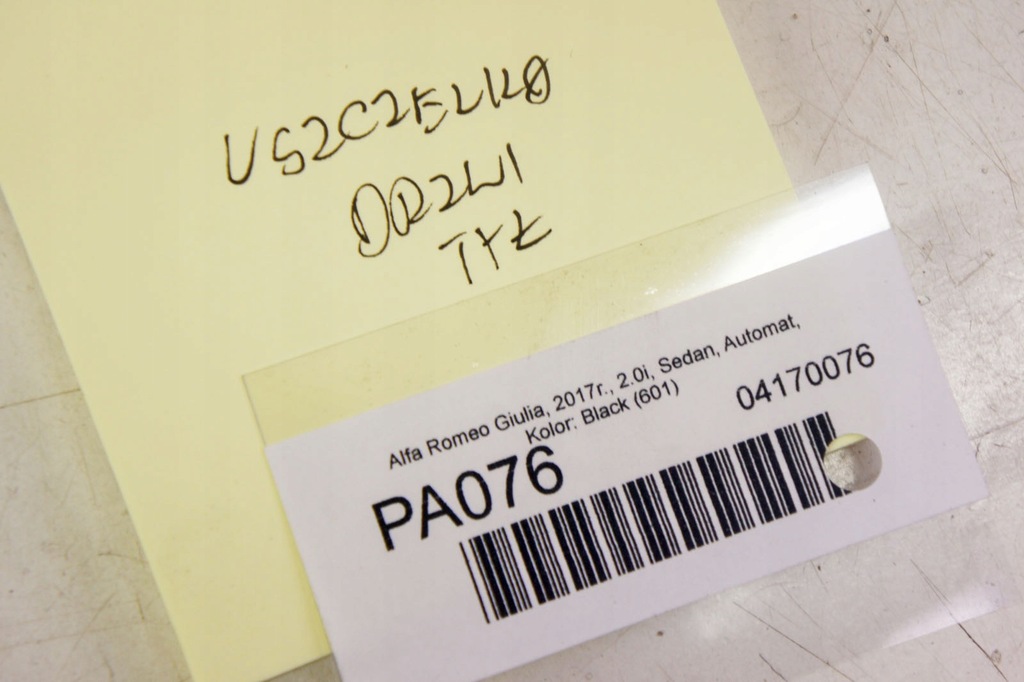 USZCZELKA
DRZWI
TYŁ
Alfa Romeo Giulia, 2017r., 2.0i, Sedan, Automat,
Kolor: Black (601)
04170076
PA076